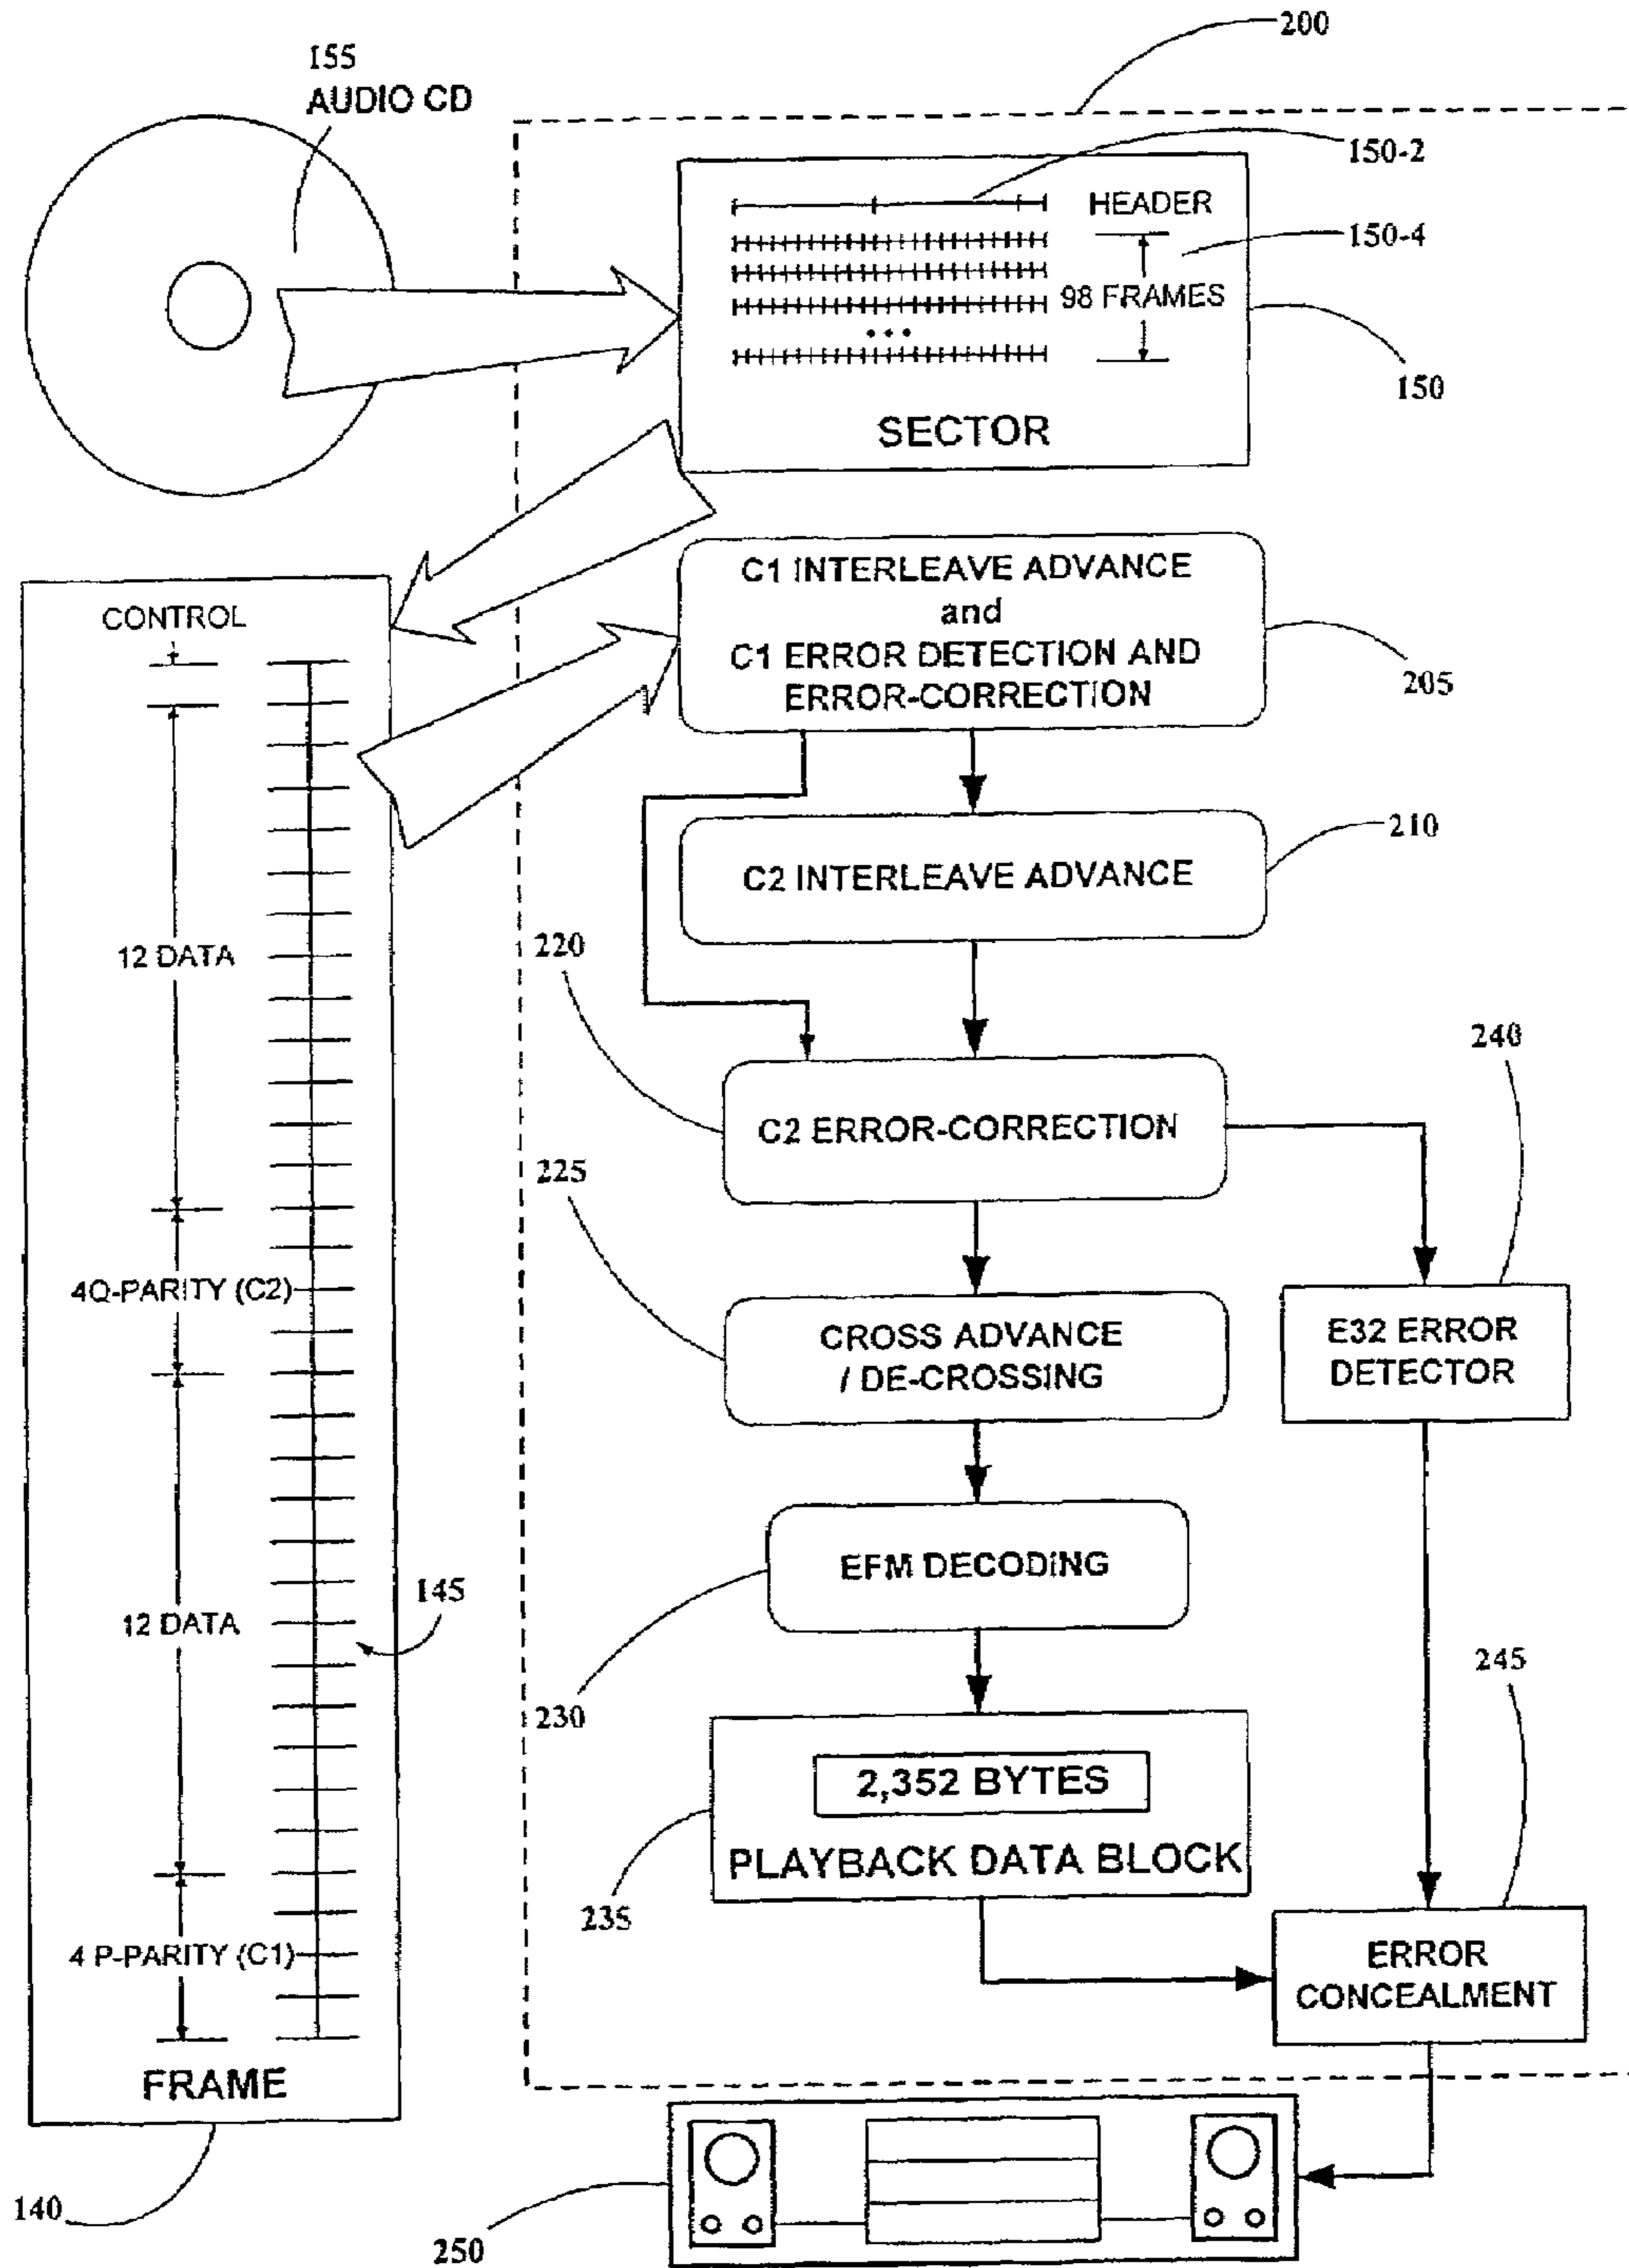 200
155
AUDIO CD
150-2
HEADER
150-4
98 FRAMES
150
SECTOR
C1 INTERLEAVE ADVANCE
and
C1 ERROR DETECTION AND
ERROR-CORRECTION
205
CONTROL
210
C2 INTERLEAVE ADVANCE
220
12 DATA
240
C2 ERROR-CORRECTION
225
4Q-PARITY (C2)
CROSS ADVANCE
/ DE-CROSSING
E32 ERROR
DETECTOR
EFM DECODING
145
12 DATA
230
245
2,352 BYTES
PLAYBACK DATA BLOCK
235
4 P-PARITY (C1)
ERROR
CONCEALMENT
FRAME
140
250